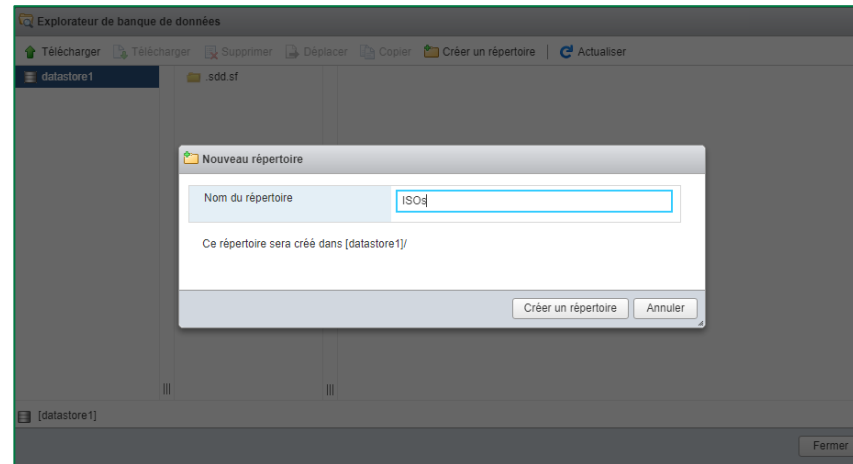 Explorateur de banque de données
Télécharger Télécharger Supprimer Déplacer Copier Créer un répertoire Actualiser
datastore1 .sdd.sf
Nouveau répertoire
Nom du répertoire ISOs
Ce répertoire sera créé dans [datastore1]/
Créer un répertoire Annuler
[datastore1]
Fermer